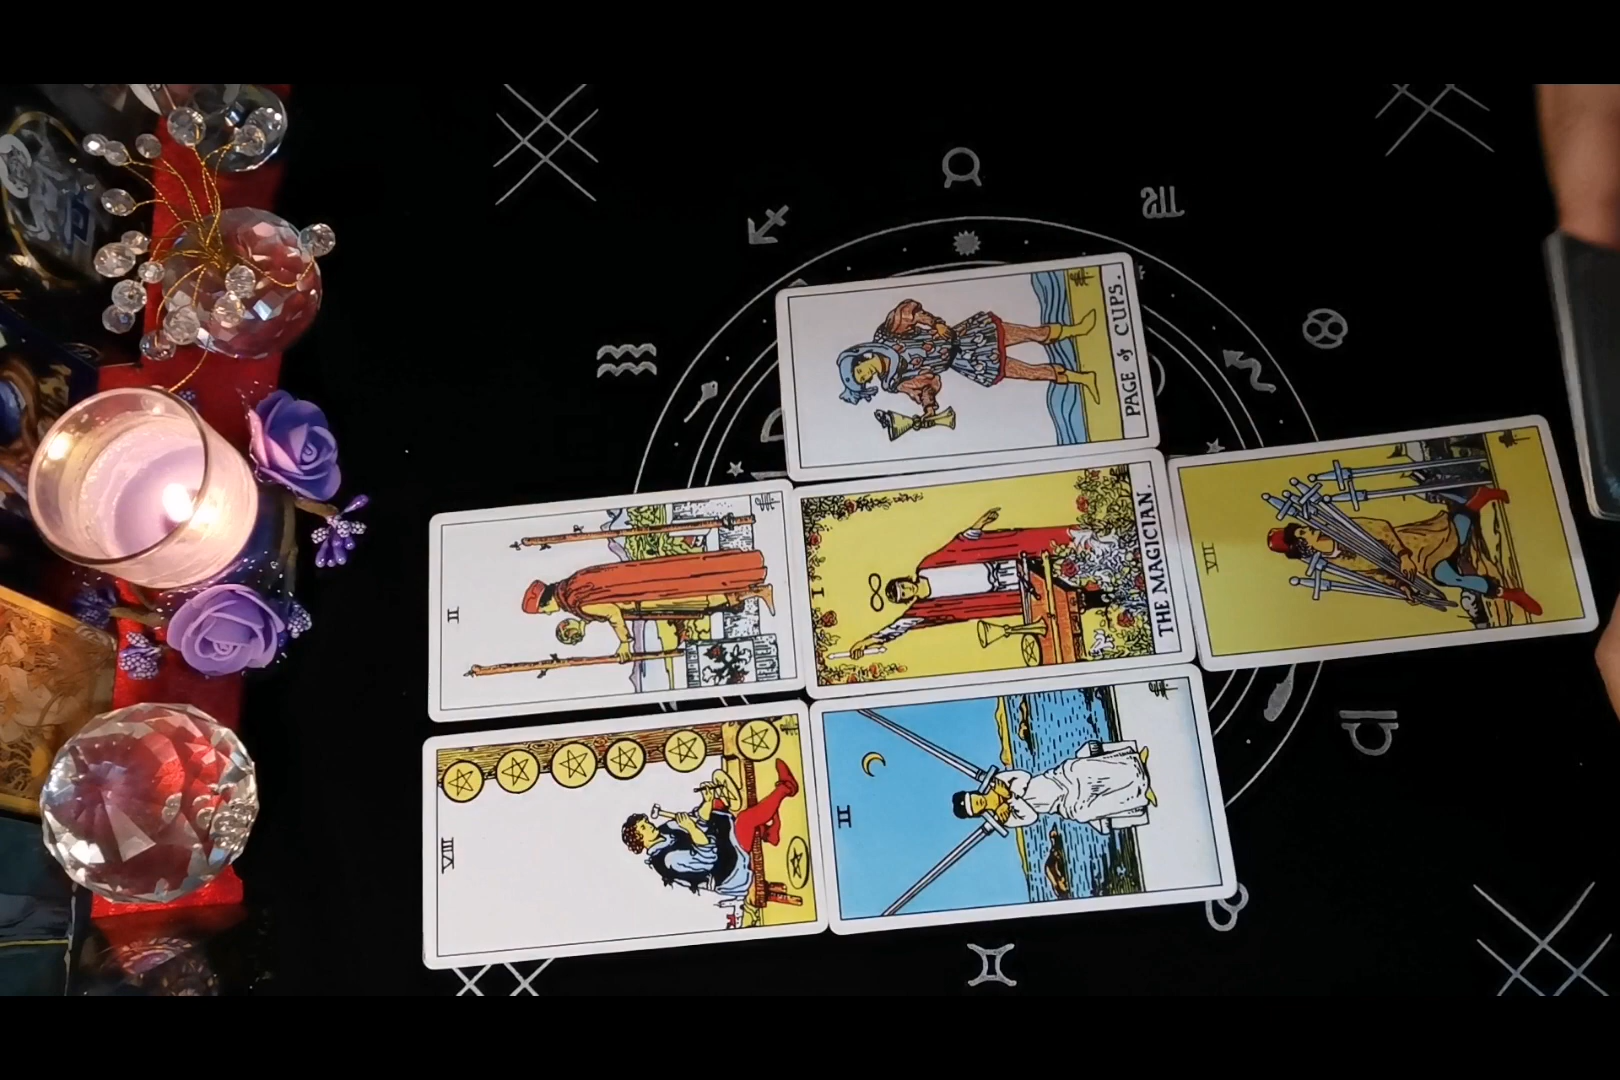 PAGE of CUPS.
II
I
THE MAGICIAN.
VII
VIII
II